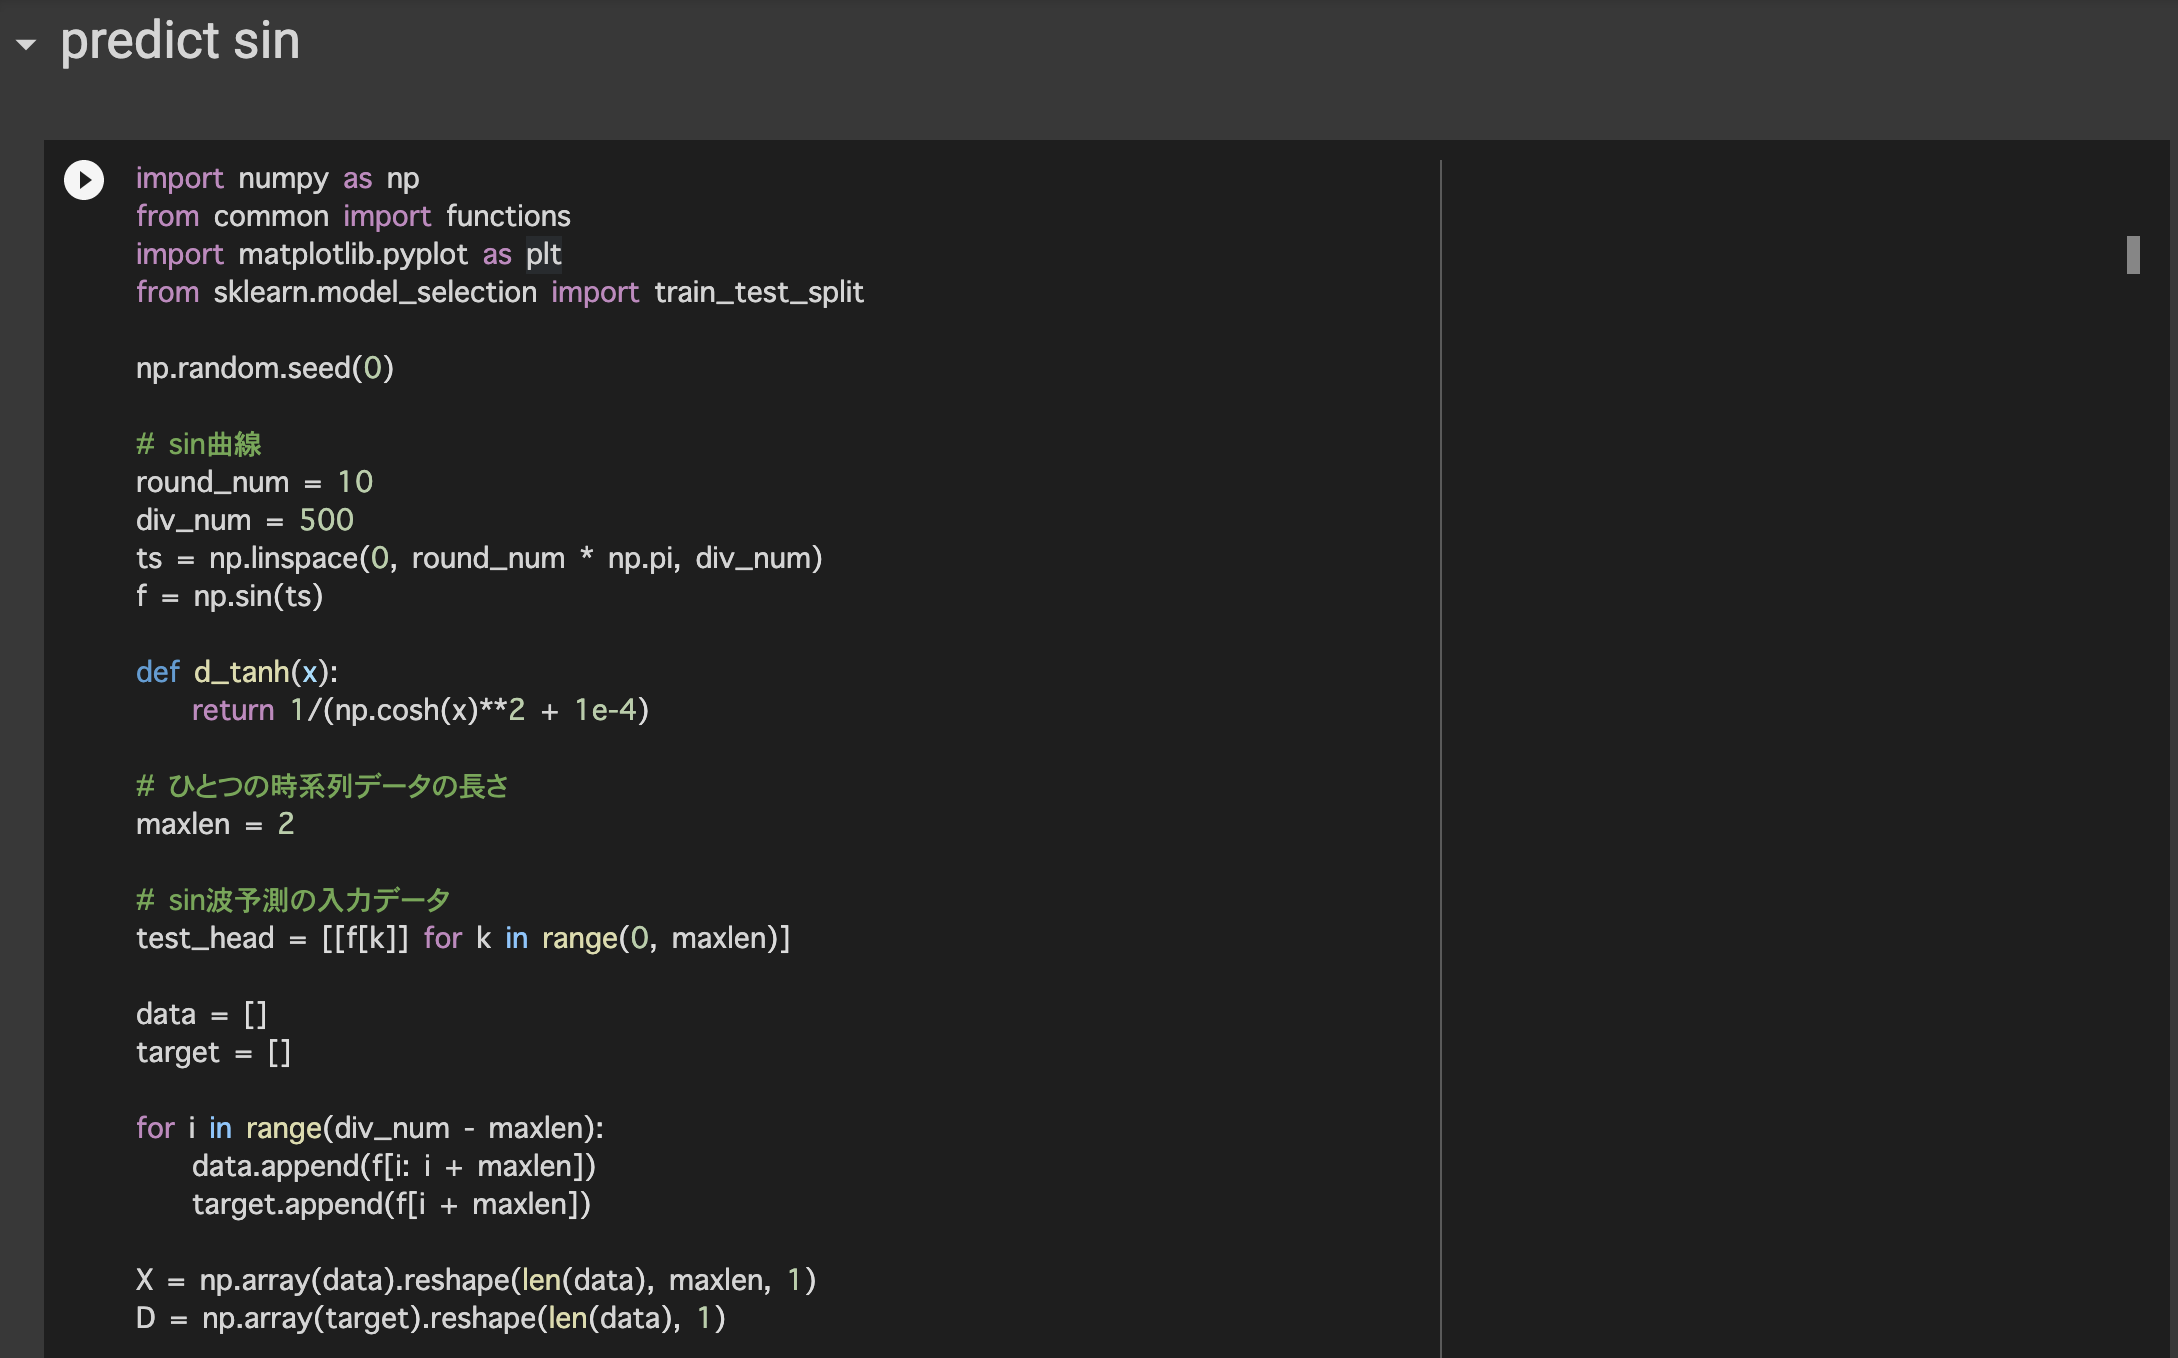 predict sin
import numpy as np
from common import functions
import matplotlib.pyplot as plt
from sklearn.model_selection import train_test_split
np.random.seed(0)
# sin曲線
round_num = 10
div_num = 500
ts = np.linspace(0, round_num * np.pi, div_num)
f = np.sin(ts)
def d_tanh(x):
    return 1/(np.cosh(x)**2 + 1e-4)
# ひとつの時系列データの長さ
maxlen = 2
# sin波予測の入力データ
test_head = [[f[k]] for k in range(0, maxlen)]
data = []
target = []
for i in range(div_num - maxlen):
    data.append(f[i: i + maxlen])
    target.append(f[i + maxlen])
X = np.array(data).reshape(len(data), maxlen, 1)
D = np.array(target).reshape(len(data), 1)